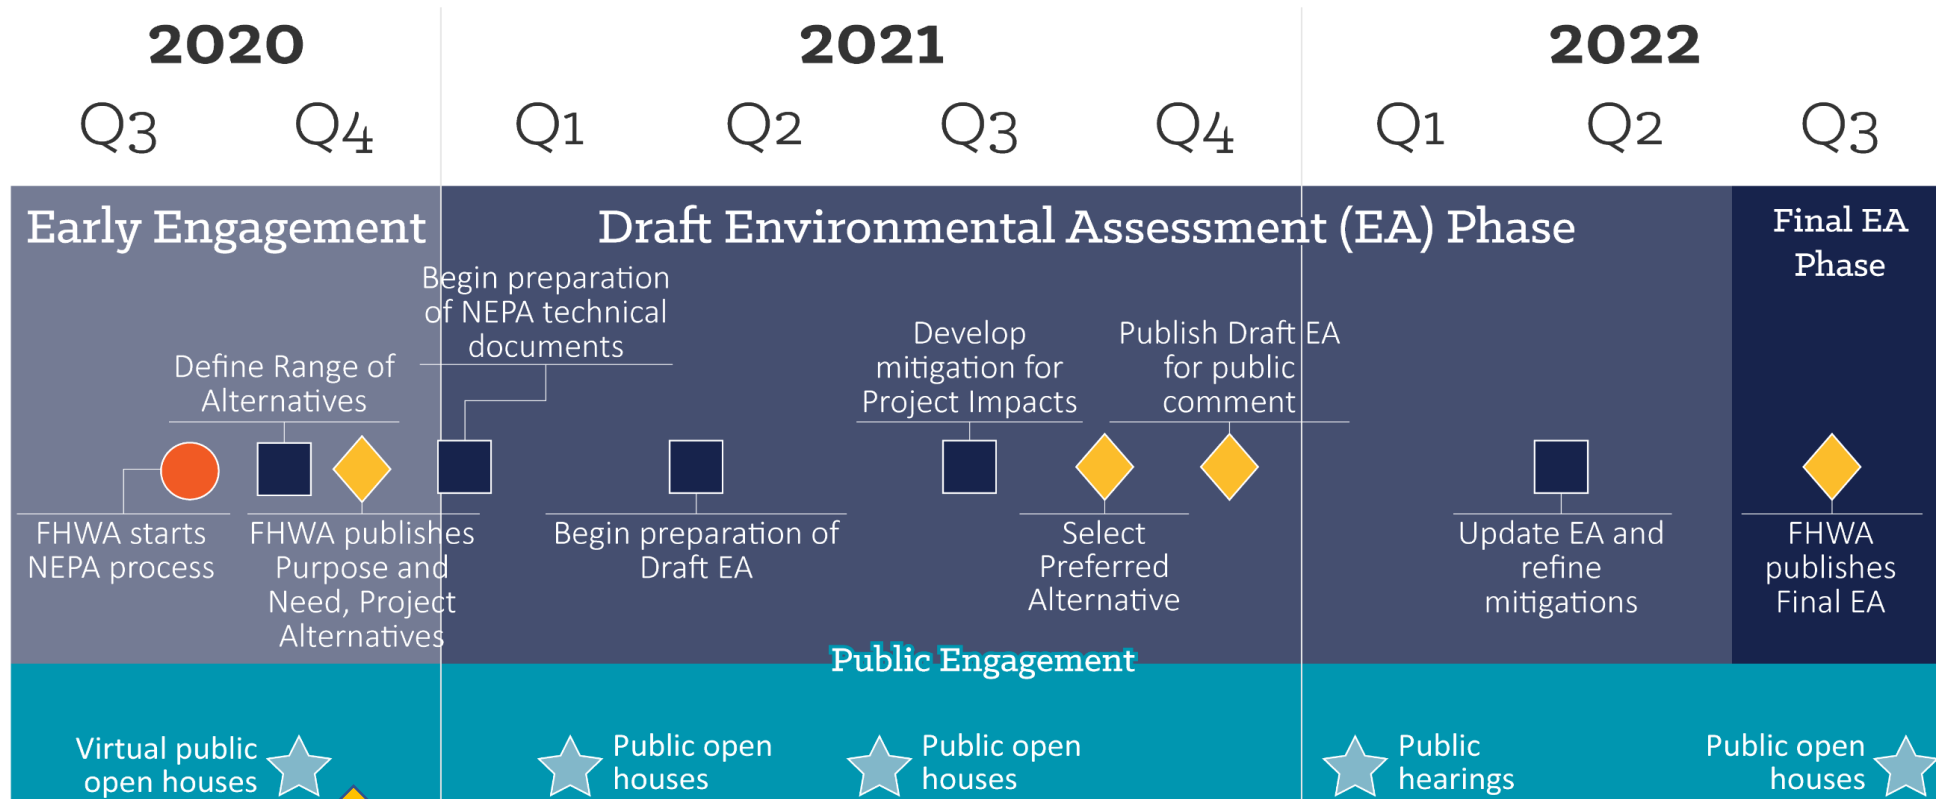 2020
2021
2022
Q3
Q4
Q1
Q2
Q3
Q4
Q1
Q2
Q3
Early Engagement
Draft Environmental Assessment (EA) Phase
Final EA
Phase
FHWA starts
NEPA process
Define Range of
Alternatives
FHWA publishes
Purpose and
Need, Project
Alternatives
Begin preparation
of NEPA technical
documents
Begin preparation of
Draft EA
Develop
mitigation for
Project Impacts
Select
Preferred
Alternative
Publish Draft EA
for public
comment
Update EA and
refine
mitigations
FHWA
publishes
Final EA
Public Engagement
Virtual public
open houses
Public open
houses
Public open
houses
Public
hearings
Public open
houses